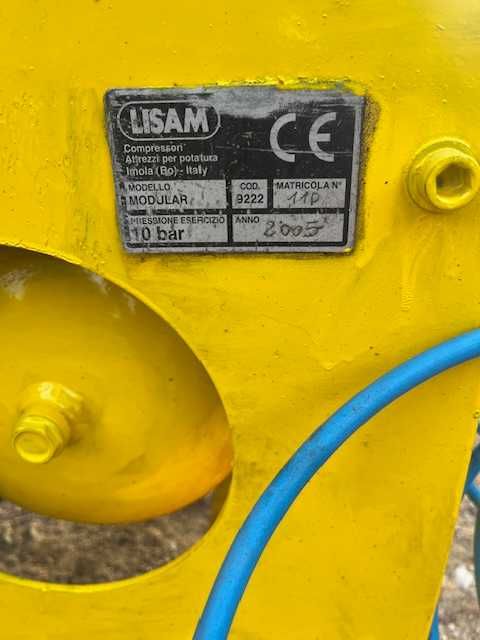 LISAM
CE
Compressori
Attrezzi per potatura
Imola (Bo) - Italy
MODELLO COD. MATRICOLA N°
MODULAR 9222 110
PRESSIONE ESERCIZIO ANNO
10 bar 2005